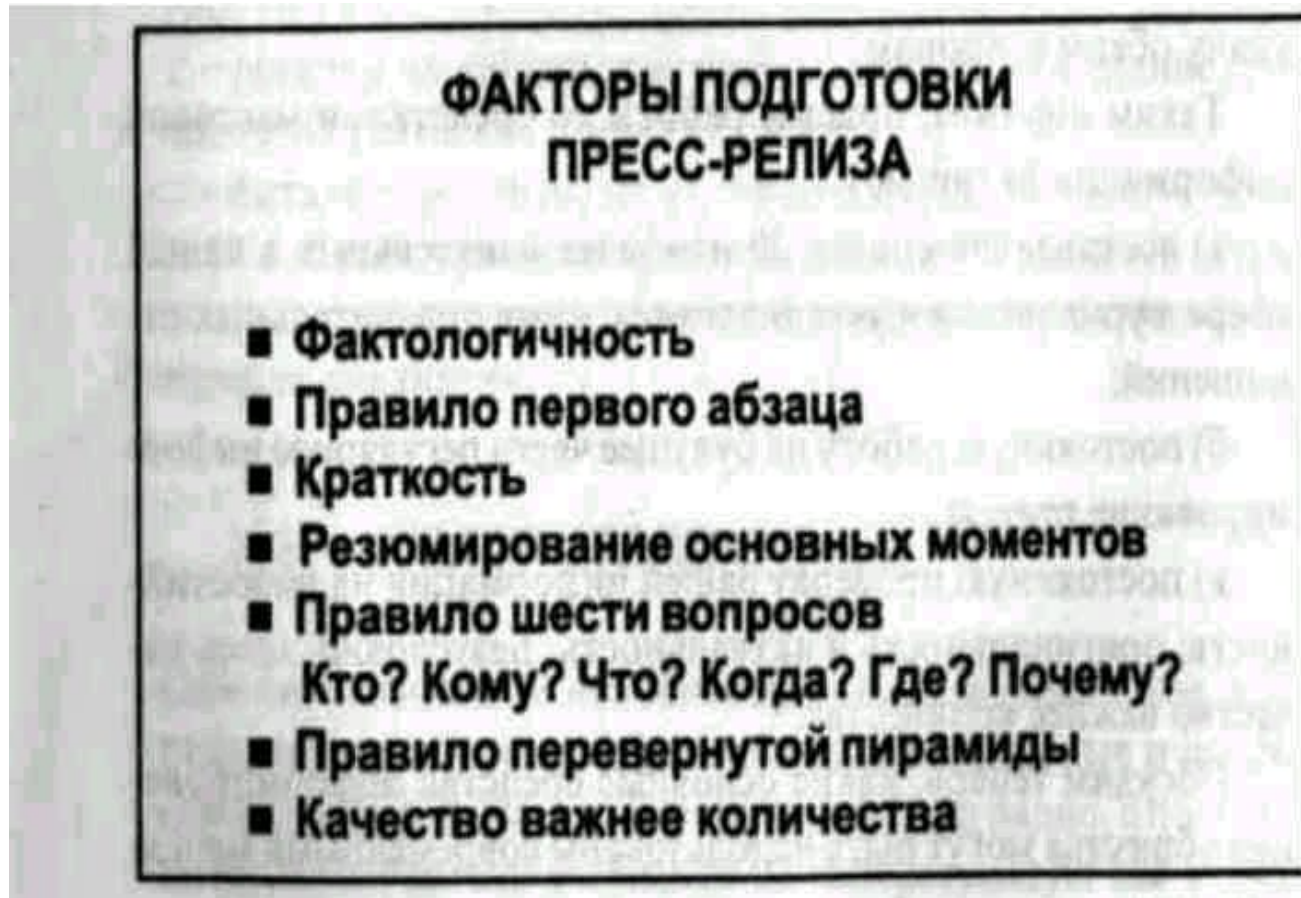 ФАКТОРЫ ПОДГОТОВКИ
ПРЕСС-РЕЛИЗА
■ Фактологичность
■ Правило первого абзаца
■ Краткость
■ Резюмирование основных моментов
■ Правило шести вопросов
Кто? Кому? Что? Когда? Где? Почему?
■ Правило перевернутой пирамиды
■ Качество важнее количества